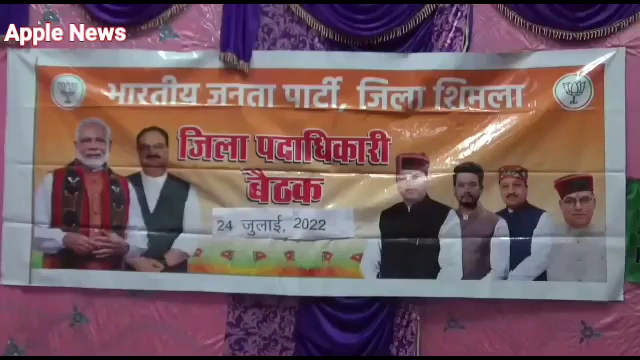 Apple News
भारतीय जनता पार्टी, जिला शिमला
जिला पदाधिकारी
बैठक
24 जुलाई, 2022